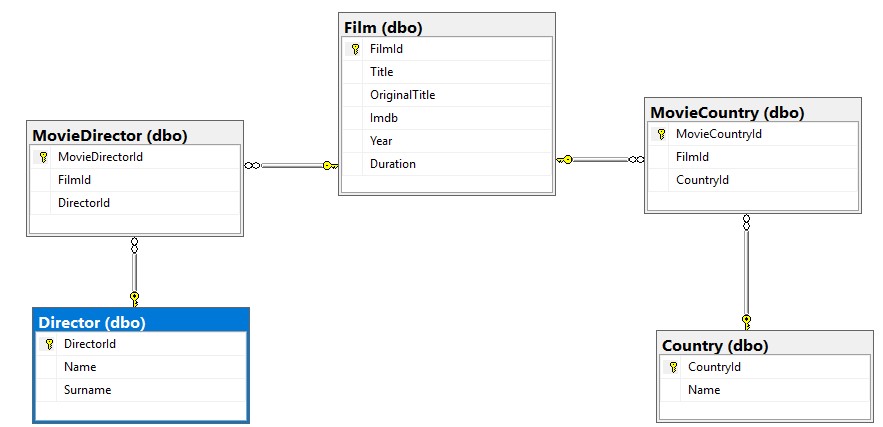 Film (dbo)
FilmId
Title
OriginalTitle
Imdb
Year
Duration
MovieDirector (dbo)
MovieDirectorId
FilmId
DirectorId
MovieCountry (dbo)
MovieCountryId
FilmId
CountryId
Director (dbo)
DirectorId
Name
Surname
Country (dbo)
CountryId
Name